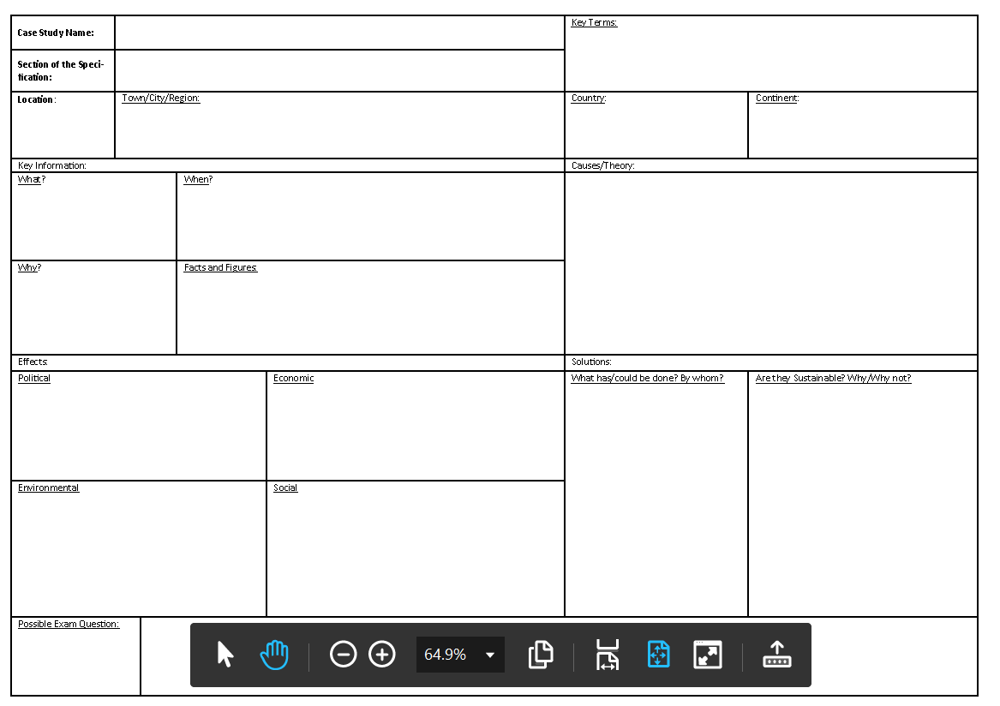 Case Study Name:
Key Terms:
Section of the Speci-
fication:
Location:
Town/City/Region:
Country:
Continent:
Key Information:
Causes/Theory:
What?
When?
Why?
Facts and Figures:
Effects:
Solutions:
Political
Economic
What has/could be done? By whom?
Are they Sustainable? Why/Why not?
Environmental
Social
Possible Exam Question:
64.9%